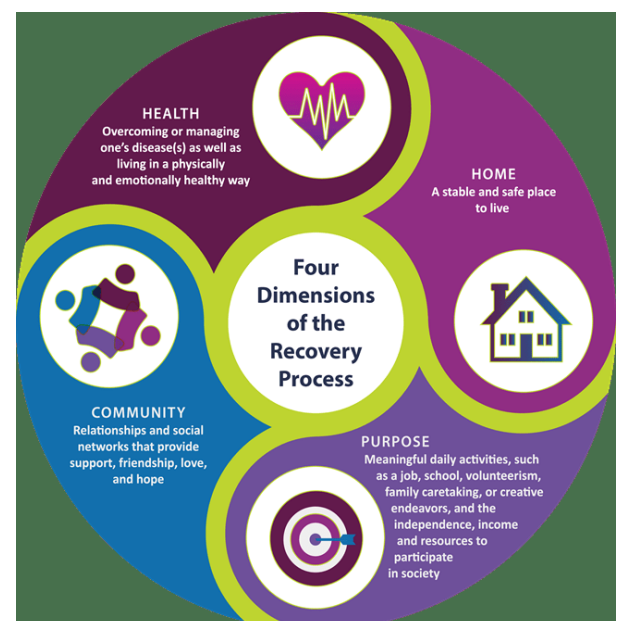 HEALTH
Overcoming or managing
one's disease(s) as well as
living in a physically
and emotionally healthy way
HOME
A stable and safe place
to live
Four
Dimensions
of the
Recovery
Process
COMMUNITY
Relationships and social
networks that provide
support, friendship, love,
and hope
PURPOSE
Meaningful daily activities, such
as a job, school, volunteerism,
family caretaking, or creative
endeavors, and the
independence, income
and resources to
participate
in society